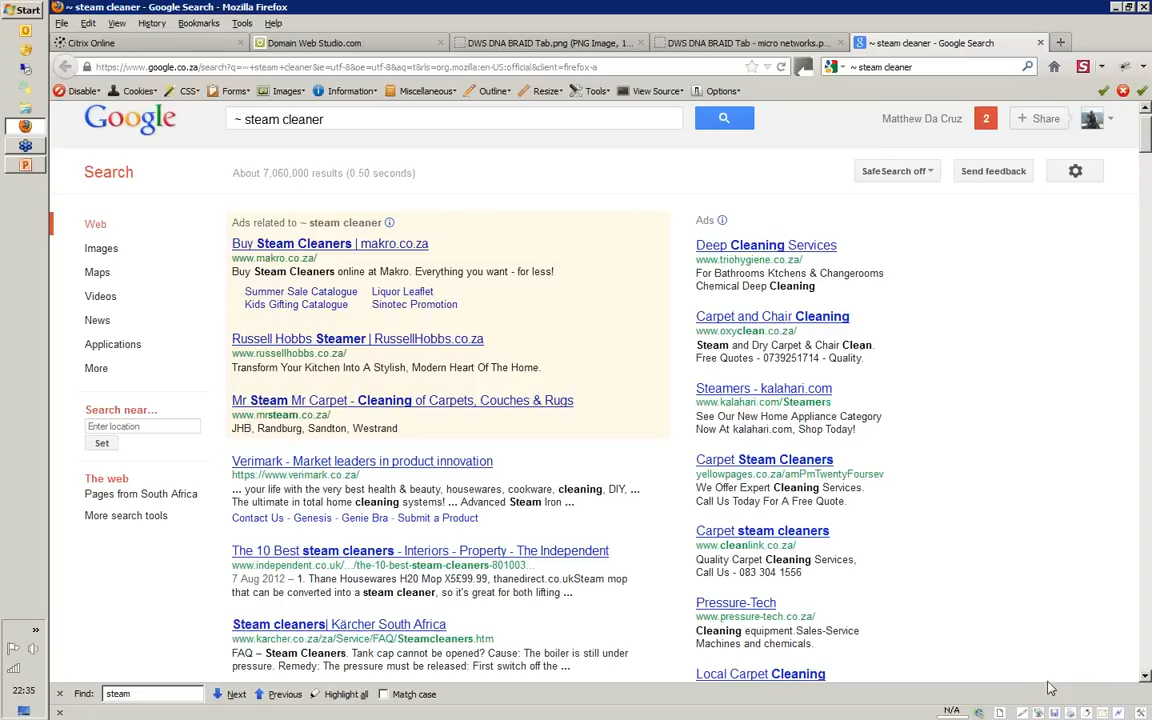 Start
~ steam cleaner - Google Search - Mozilla Firefox
File Edit View History Bookmarks Tools Help
Citrix Online
Domain Web Studio.com
DWS DNA BRAID Tab.png (PNG Image, 1...
DWS DNA BRAID Tab - micro networks.p...
~ steam cleaner - Google Search
https://www.google.co.za/search?q=~+steam+cleaner&ie=utf-8&oe=utf-8&aq=t&rls=org.mozilla:en-US:official&client=firefox-a
~ steam cleaner
Disable Cookies CSS Forms Images Information Miscellaneous Outline Resize Tools View Source Options
Google
~ steam cleaner
Matthew Da Cruz
2
+ Share
Search
About 7,060,000 results (0.50 seconds)
SafeSearch off
Send feedback
Web
Images
Maps
Videos
News
Applications
More
Search near...
Enter location
Set
The web
Pages from South Africa
More search tools
Ads related to ~ steam cleaner
Buy Steam Cleaners | makro.co.za
www.makro.co.za/
Buy Steam Cleaners online at Makro. Everything you want - for less!
Summer Sale Catalogue Liquor Leaflet
Kids Gifting Catalogue Sinotec Promotion
Russell Hobbs Steamer | RussellHobbs.co.za
www.russellhobbs.co.za/
Transform Your Kitchen Into A Stylish, Modern Heart Of The Home.
Mr Steam Mr Carpet - Cleaning of Carpets, Couches & Rugs
www.mrsteam.co.za/
JHB, Randburg, Sandton, Westrand
Verimark - Market leaders in product innovation
https://www.verimark.co.za/
... your life with the very best health & beauty, housewares, cookware, cleaning, DIY, ...
The ultimate in total home cleaning systems! ... Advanced Steam Iron ...
Contact Us - Genesis - Genie Bra - Submit a Product
The 10 Best steam cleaners - Interiors - Property - The Independent
www.independent.co.uk/.../the-10-best-steam-cleaners-801003...
7 Aug 2012 – 1. Thane Housewares H20 Mop X5£99.99, thanedirect.co.ukSteam mop
that can be converted into a steam cleaner, so it's great for both lifting ...
Steam cleaners| Kärcher South Africa
www.karcher.co.za/za/Service/FAQ/Steamcleaners.htm
FAQ – Steam Cleaners. Tank cap cannot be opened? Cause: The boiler is still under
pressure. Remedy: The pressure must be released: First switch off the ...
Ads
Deep Cleaning Services
www.triohygiene.co.za/
For Bathrooms Ktchens & Changerooms
Chemical Deep Cleaning
Carpet and Chair Cleaning
www.oxyclean.co.za/
Steam and Dry Carpet & Chair Clean.
Free Quotes - 0739251714 - Quality.
Steamers - kalahari.com
www.kalahari.com/Steamers
See Our New Home Appliance Category
Now At kalahari.com, Shop Today!
Carpet Steam Cleaners
yellowpages.co.za/amPmTwentyFoursev
We Offer Expert Cleaning Services.
Call Us Today For A Free Quote.
Carpet steam cleaners
www.cleanlink.co.za/
Quality Carpet Cleaning Services,
Call Us - 083 304 1556
Pressure-Tech
www.pressure-tech.co.za/
Cleaning equipment.Sales-Service
Machines and chemicals.
Local Carpet Cleaning
22:35
Find: steam Next Previous Highlight all Match case
N/A